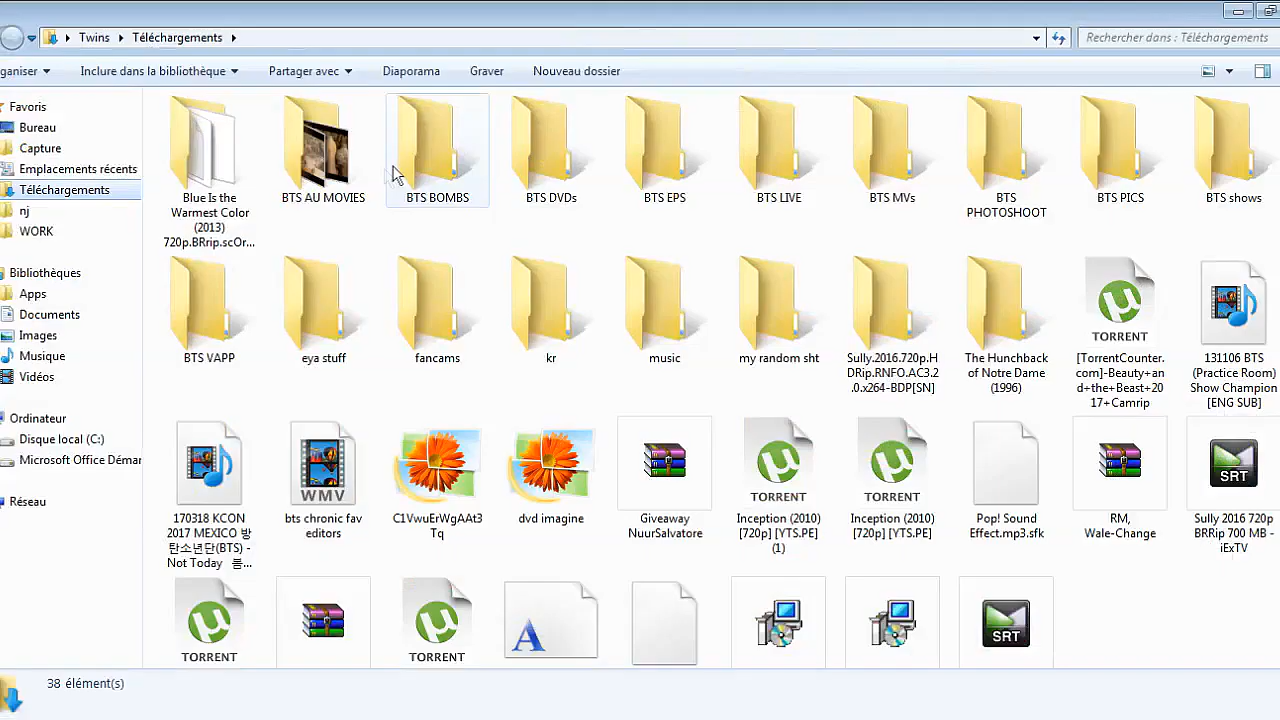 Twins
Téléchargements
Rechercher dans : Téléchargements
ganiser
Inclure dans la bibliothèque
Partager avec
Diaporama
Graver
Nouveau dossier
Favoris
Bureau
Capture
Emplacements récents
Téléchargements
nj
WORK
Bibliothèques
Apps
Documents
Images
Musique
Vidéos
Ordinateur
Disque local (C:)
Microsoft Office Démar
Réseau
Blue Is the
Warmest Color
(2013)
720p.BRrip.scOr...
BTS AU MOVIES
BTS BOMBS
BTS DVDs
BTS EPS
BTS LIVE
BTS MVs
BTS
PHOTOSHOOT
BTS PICS
BTS shows
BTS VAPP
eya stuff
fancams
kr
music
my random sht
Sully.2016.720p.H
DRip.RNFO.AC3.2
.0.x264-BDP[SN]
The Hunchback
of Notre Dame
(1996)
TORRENT
[TorrentCounter.
com]-Beauty+an
d+the+Beast+20
17+Camrip
131106 BTS
(Practice Room)
Show Champion
[ENG SUB]
170318 KCON
2017 MEXICO 방
탄소년단(BTS) -
Not Today 롬...
WMV
bts chronic fav
editors
C1VwuErWgAAt3
Tq
dvd imagine
Giveaway
NuurSalvatore
TORRENT
Inception (2010)
[720p] [YTS.PE]
(1)
TORRENT
Inception (2010)
[720p] [YTS.PE]
Pop! Sound
Effect.mp3.sfk
RM,
Wale-Change
SRT
Sully 2016 720p
BRRip 700 MB -
iExTV
TORRENT
TORRENT
A
SRT
38 élément(s)